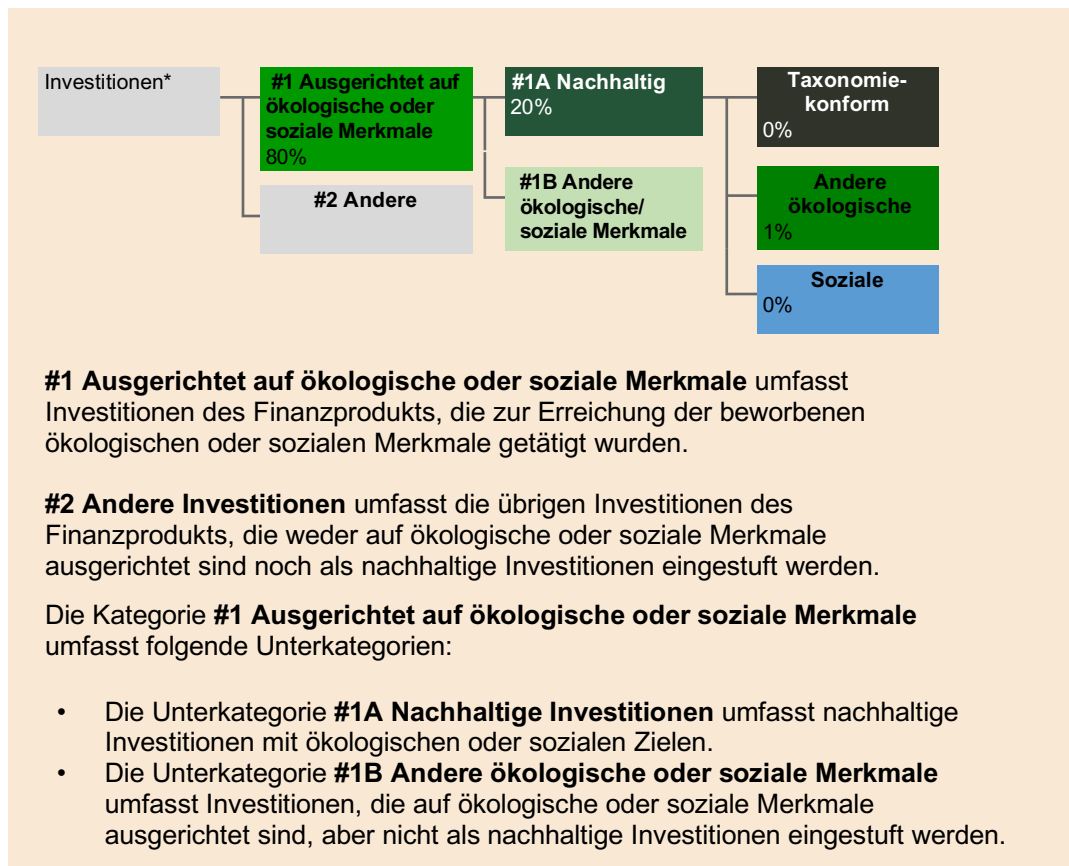 Investitionen*
#1 Ausgerichtet auf
ökologische oder
soziale Merkmale
80%
#2 Andere
#1A Nachhaltig
20%
#1B Andere
ökologische/
soziale Merkmale
Taxonomie-
konform
0%
Andere
ökologische
1%
Soziale
0%
#1 Ausgerichtet auf ökologische oder soziale Merkmale umfasst
Investitionen des Finanzprodukts, die zur Erreichung der beworbenen
ökologischen oder sozialen Merkmale getätigt wurden.
#2 Andere Investitionen umfasst die übrigen Investitionen des
Finanzprodukts, die weder auf ökologische oder soziale Merkmale
ausgerichtet sind noch als nachhaltige Investitionen eingestuft werden.
Die Kategorie #1 Ausgerichtet auf ökologische oder soziale Merkmale
umfasst folgende Unterkategorien:
• Die Unterkategorie #1A Nachhaltige Investitionen umfasst nachhaltige
Investitionen mit ökologischen oder sozialen Zielen.
• Die Unterkategorie #1B Andere ökologische oder soziale Merkmale
umfasst Investitionen, die auf ökologische oder soziale Merkmale
ausgerichtet sind, aber nicht als nachhaltige Investitionen eingestuft werden.